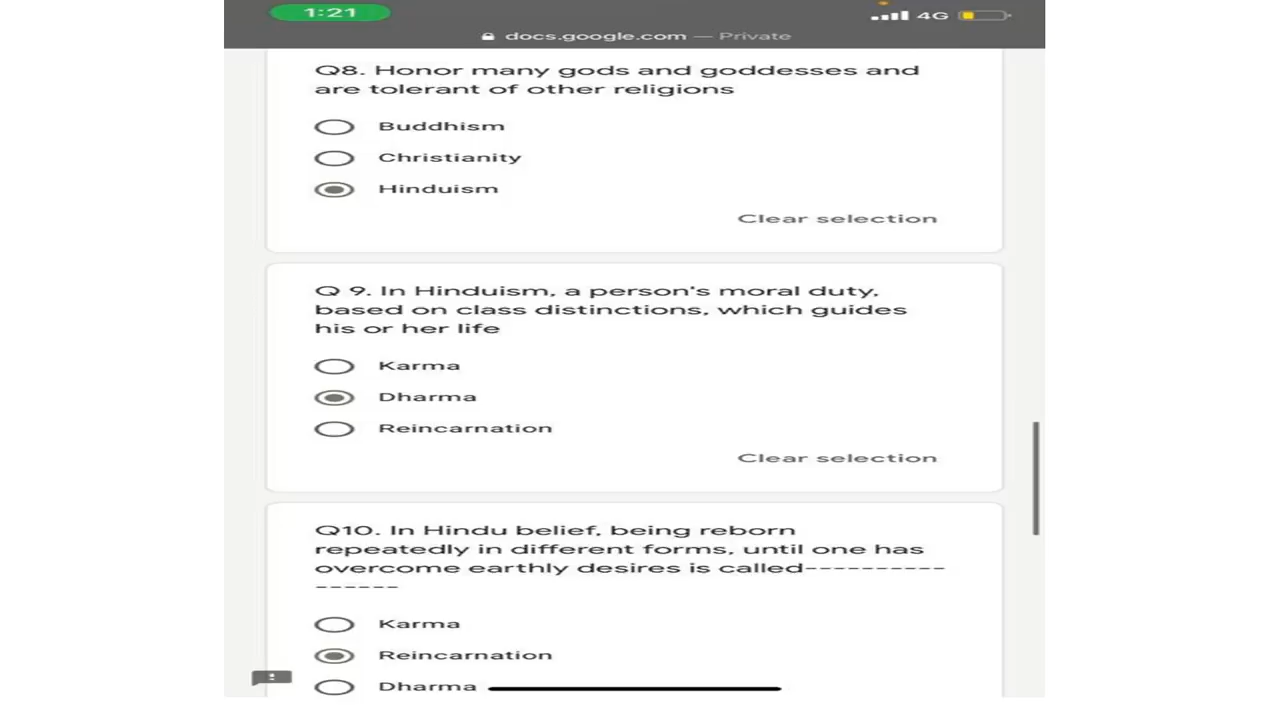 1:21
4G
docs.google.com — Private
Q8. Honor many gods and goddesses and
are tolerant of other religions
Buddhism
Christianity
Hinduism
Clear selection
Q 9. In Hinduism, a person's moral duty,
based on class distinctions, which guides
his or her life
Karma
Dharma
Reincarnation
Clear selection
Q10. In Hindu belief, being reborn
repeatedly in different forms, until one has
overcome earthly desires is called----------
------
Karma
Reincarnation
Dharma